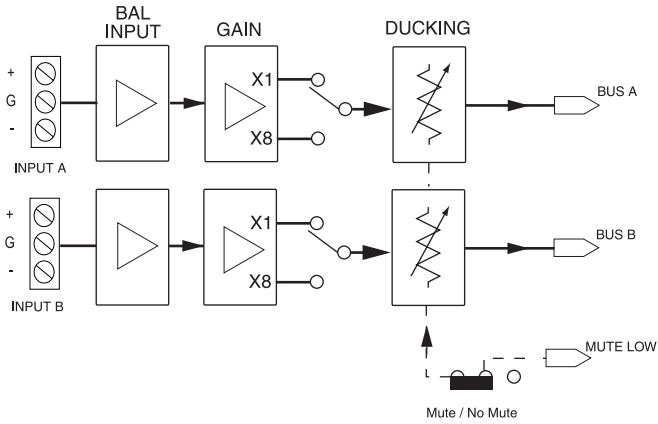 BAL
INPUT
GAIN
DUCKING
+
G
-
X1
X8
BUS A
INPUT A
+
G
-
X1
X8
BUS B
INPUT B
MUTE LOW
Mute / No Mute